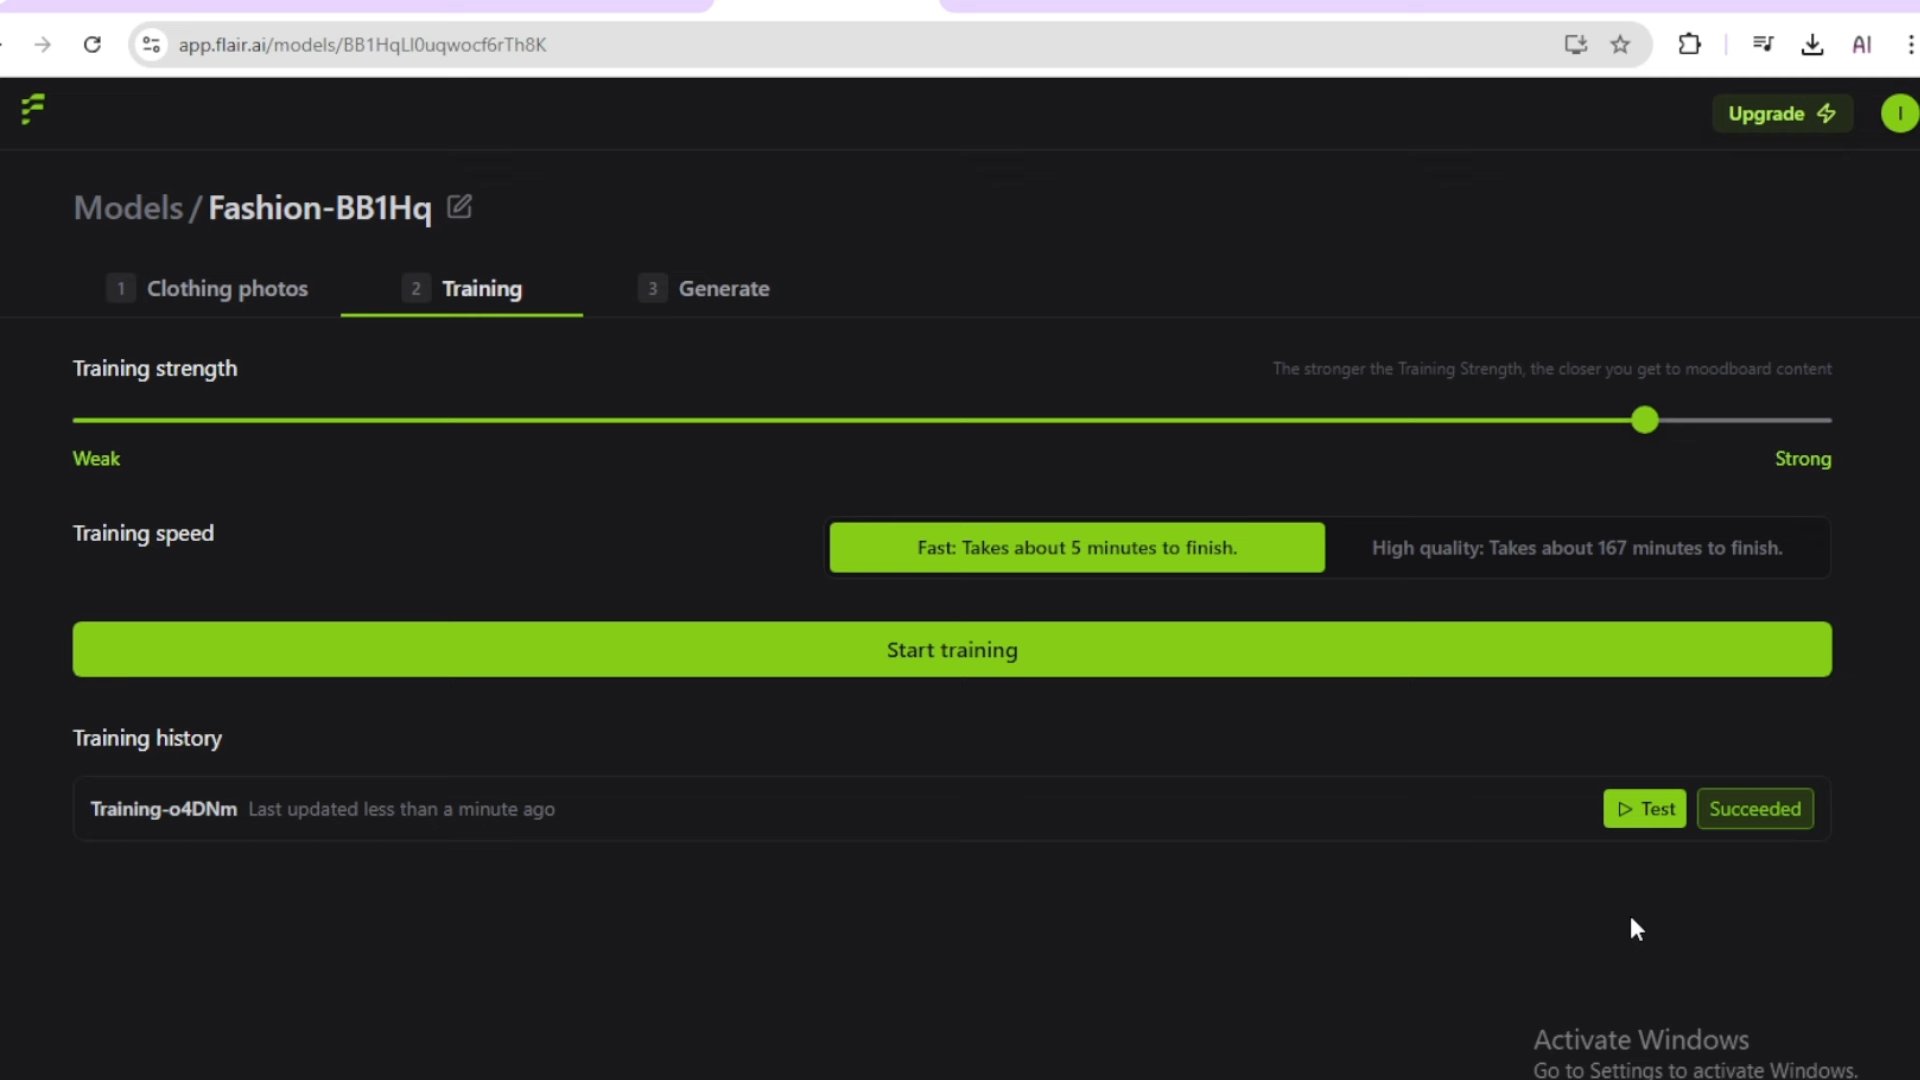 app.flair.ai/models/BB1HqLl0uqwocf6rTh8K
AI
Upgrade
I
Models / Fashion-BB1Hq
1 Clothing photos
2 Training
3 Generate
Training strength
The stronger the Training Strength, the closer you get to moodboard content
Weak
Strong
Training speed
Fast: Takes about 5 minutes to finish.
High quality: Takes about 167 minutes to finish.
Start training
Training history
Training-o4DNm Last updated less than a minute ago
Test
Succeeded
Activate Windows
Go to Settings to activate Windows.